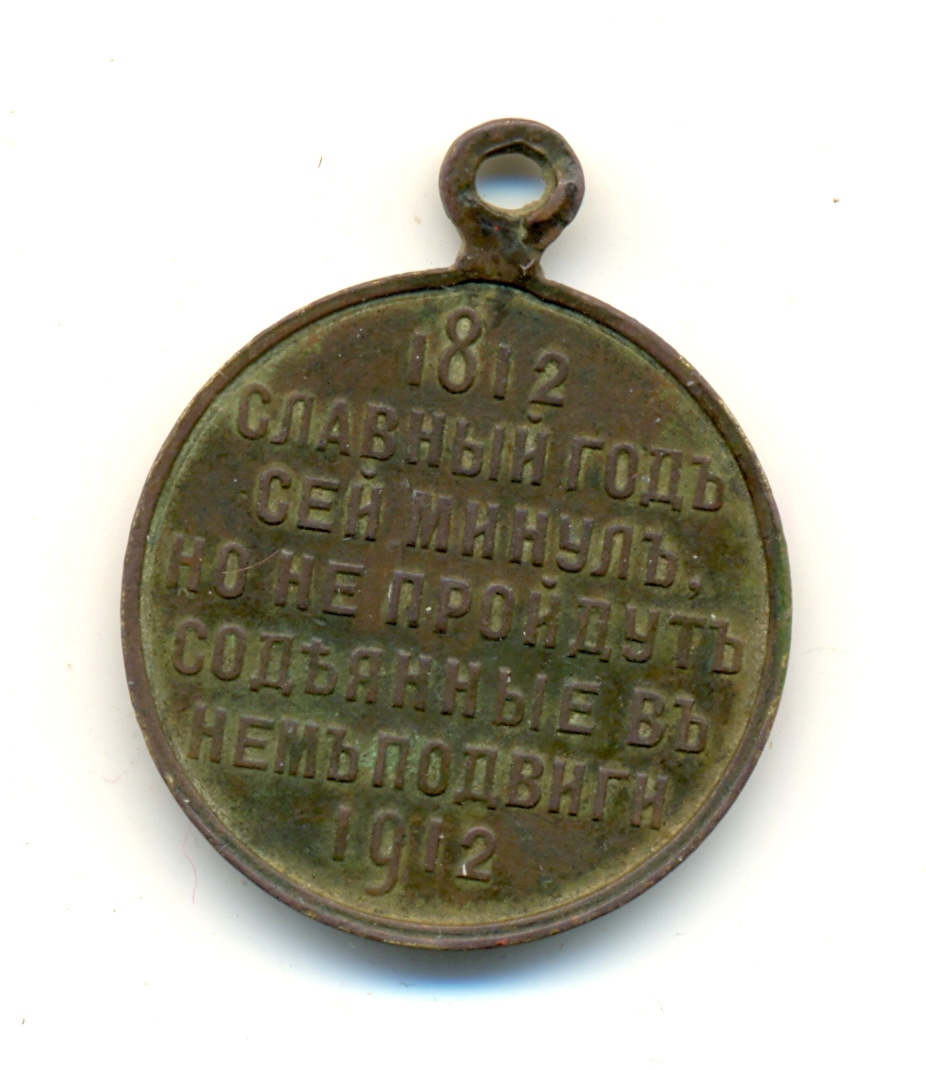 1812
СЛАВНЫЙ ГОДЪ
СЕЙ МИНУЛЪ,
НО НЕ ПРОЙДУТЪ
СОДѢЯННЫЕ ВЪ
НЕМЪ ПОДВИГИ
1912